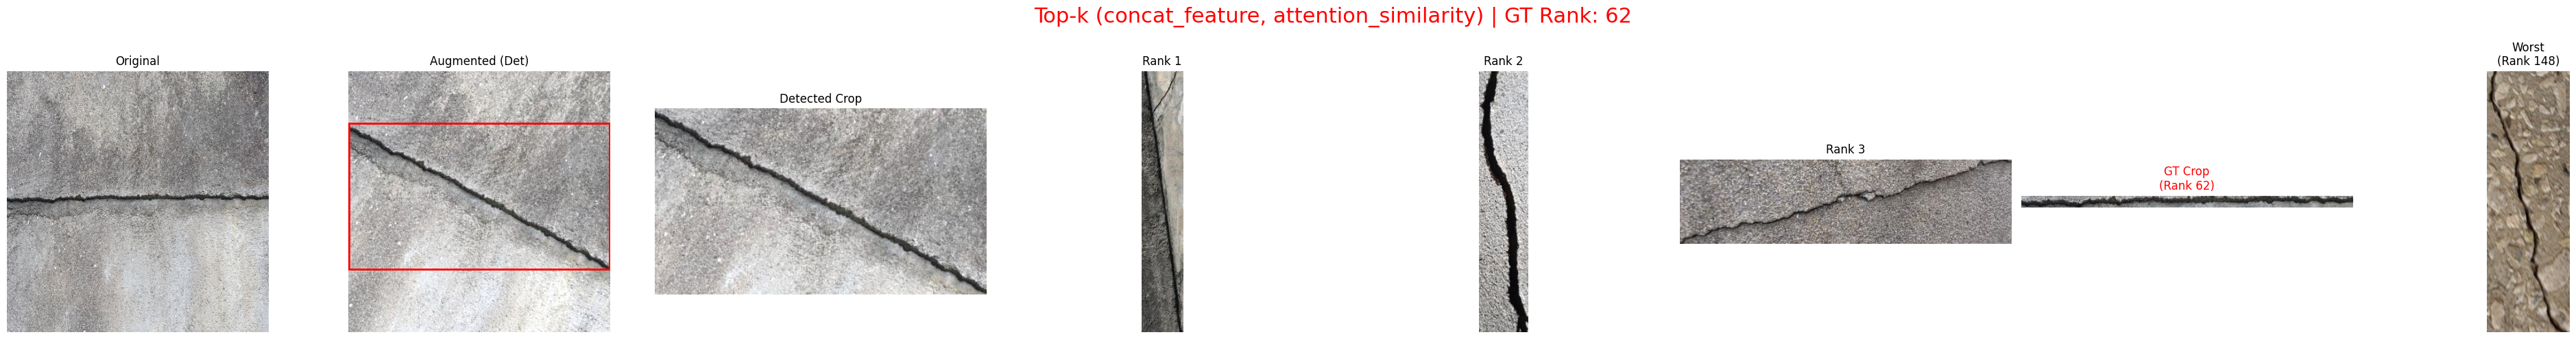 Top-k (concat_feature, attention_similarity) | GT Rank: 62
Original
Augmented (Det)
Detected Crop
Rank 1
Rank 2
Rank 3
GT Crop
(Rank 62)
Worst
(Rank 148)